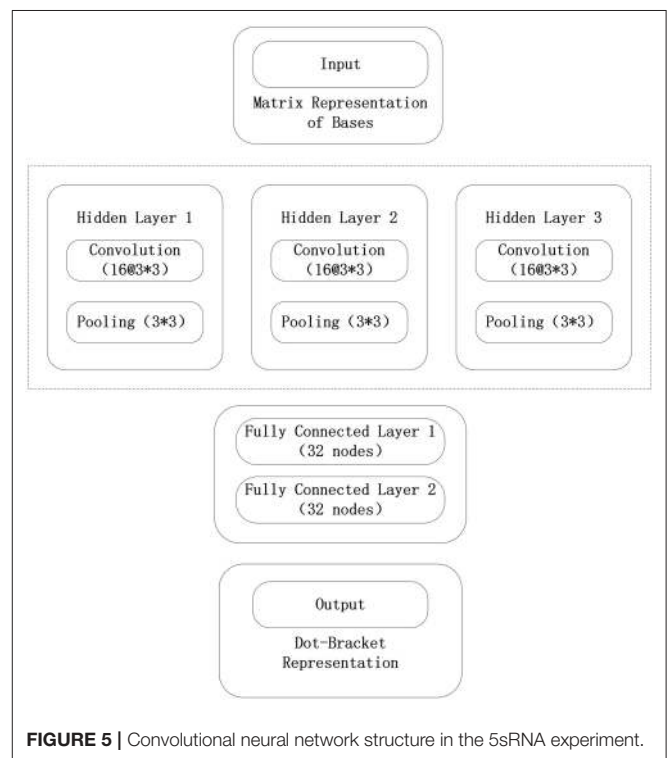 Input
Matrix Representation
of Bases
Hidden Layer 1
Convolution
(16@3*3)
Pooling (3*3)
Hidden Layer 2
Convolution
(16@3*3)
Pooling (3*3)
Hidden Layer 3
Convolution
(16@3*3)
Pooling (3*3)
Fully Connected Layer 1
(32 nodes)
Fully Connected Layer 2
(32 nodes)
Output
Dot-Bracket
Representation
FIGURE 5 | Convolutional neural network structure in the 5sRNA experiment.